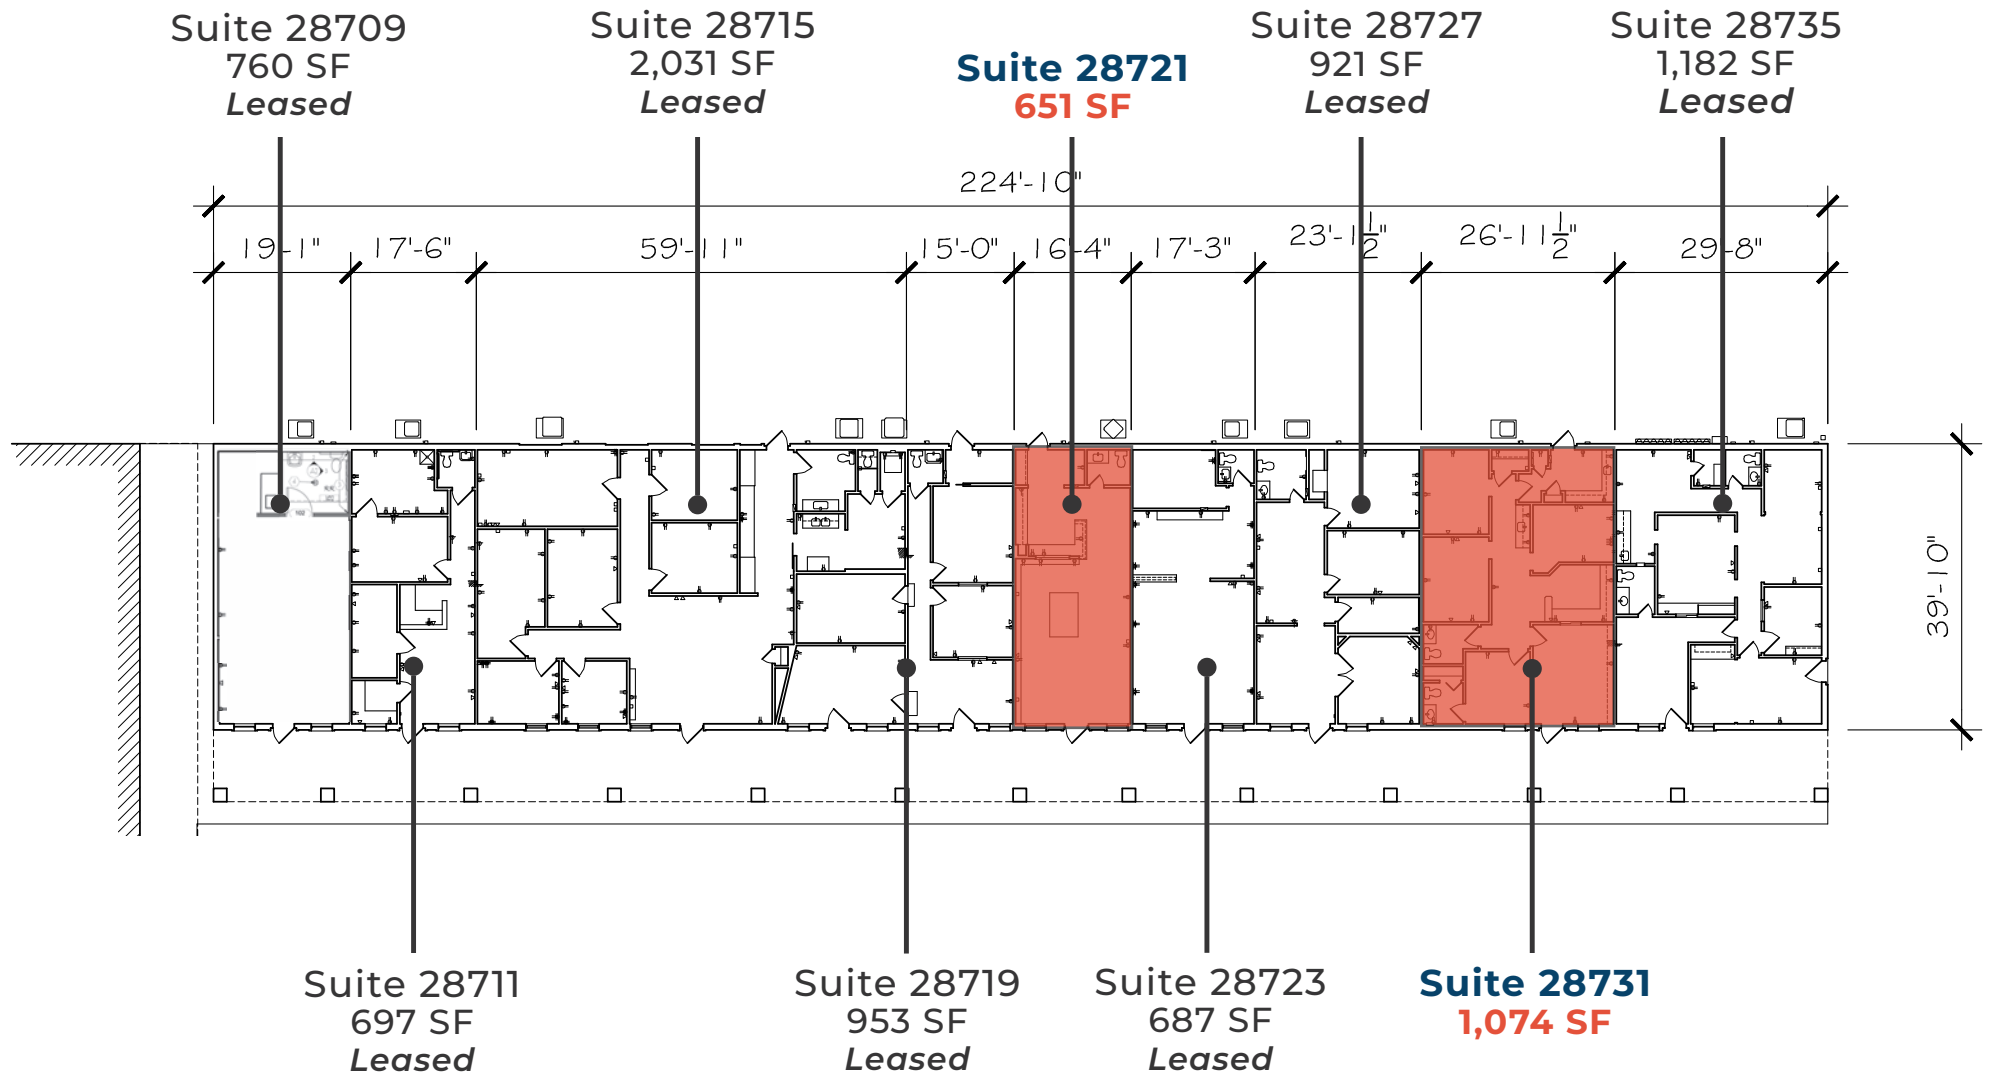 Suite 28709
760 SF
Leased
Suite 28715
2,031 SF
Leased
Suite 28721
651 SF
Suite 28727
921 SF
Leased
Suite 28735
1,182 SF
Leased
224'-10"
19'-1"
17'-6"
59'-11"
15'-0"
16'-4"
17'-3"
23'-1 1/2"
26'-11 1/2"
29'-8"
39'-10"
102
Suite 28711
697 SF
Leased
Suite 28719
953 SF
Leased
Suite 28723
687 SF
Leased
Suite 28731
1,074 SF